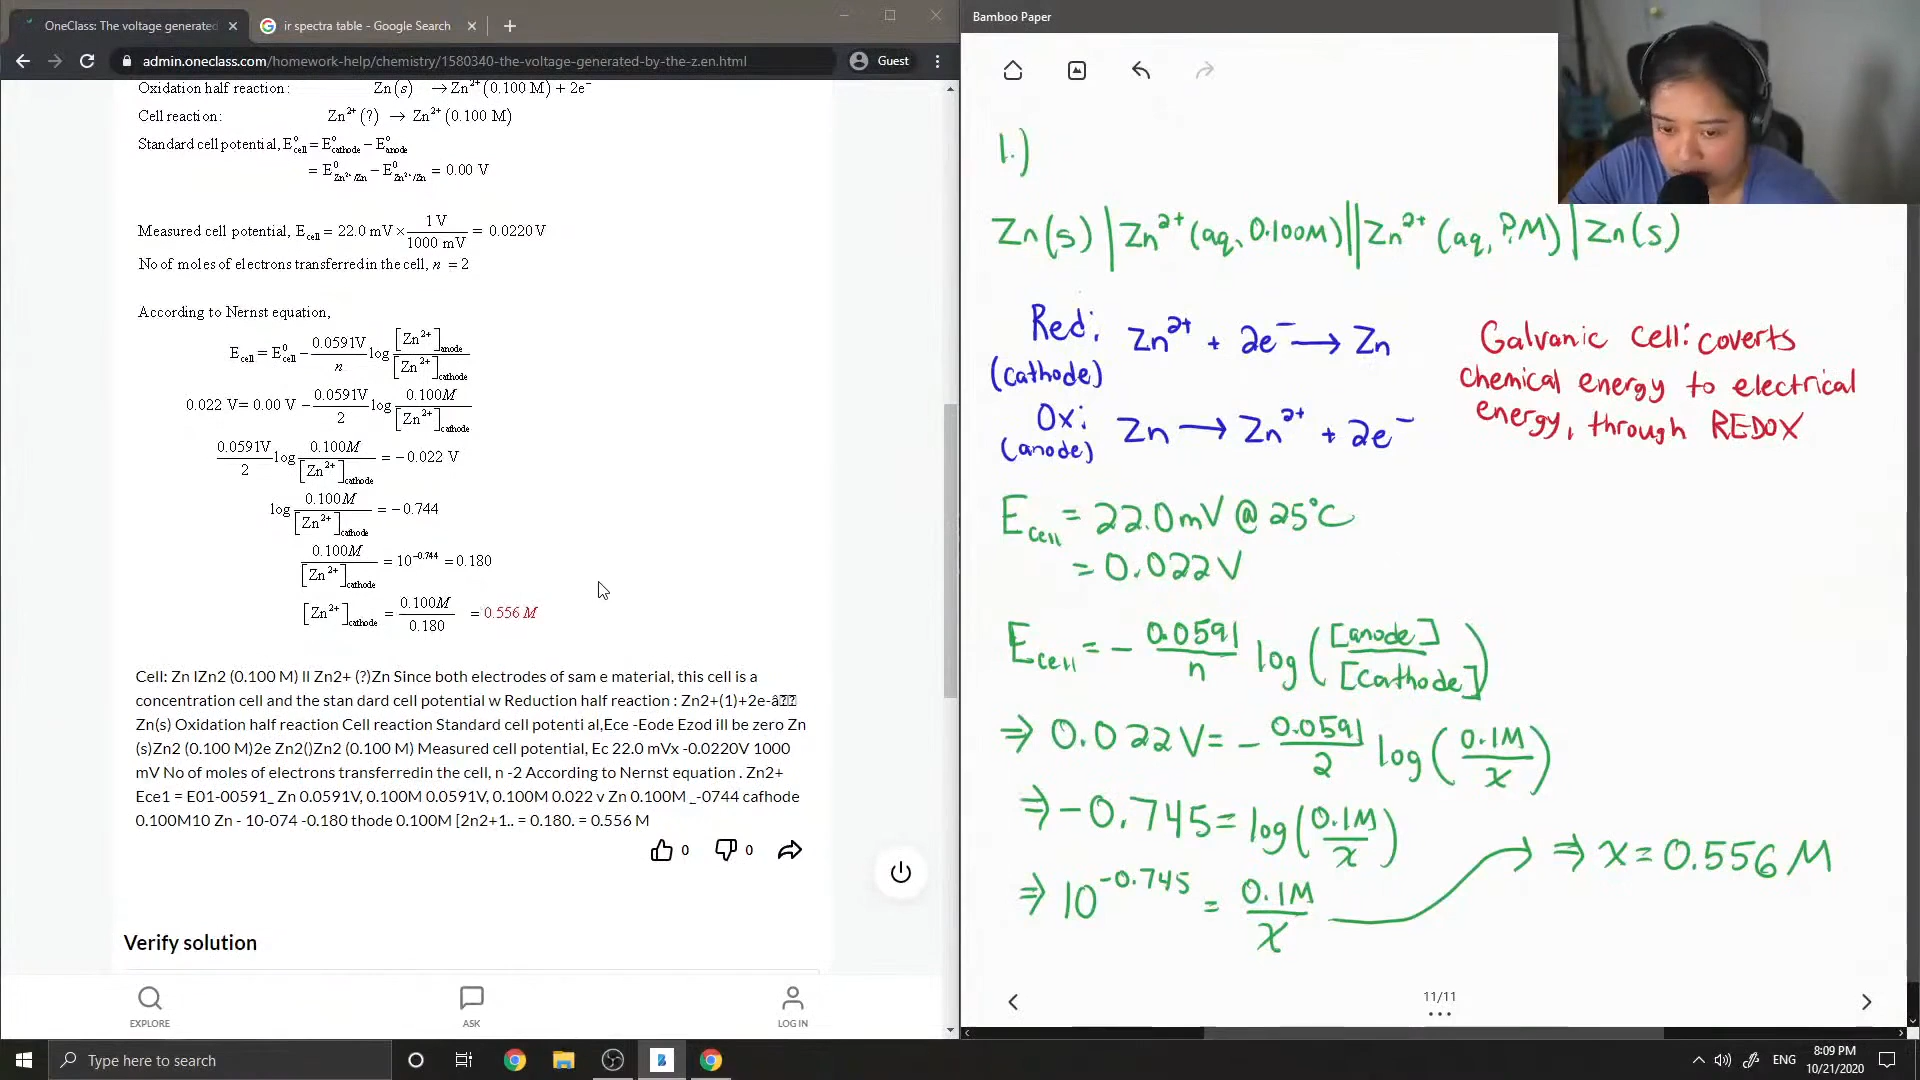 OneClass: The voltage generated
ir spectra table - Google Search
admin.oneclass.com/homework-help/chemistry/1580340-the-voltage-generated-by-the-z.en.html
Guest
Oxidation half reaction: Zn(s) → Zn²⁺(0.100 M) + 2e⁻
Cell reaction: Zn²⁺(?) → Zn²⁺(0.100 M)
Standard cell potential, E⁰cell = E⁰cathode − E⁰anode
= E⁰Zn²⁺/Zn − E⁰Zn²⁺/Zn = 0.00 V
Measured cell potential, Ecell = 22.0 mV × 1 V / 1000 mV = 0.0220 V
No of moles of electrons transferred in the cell, n = 2
According to Nernst equation,
Ecell = E⁰cell − 0.0591V / n log [Zn²⁺]anode / [Zn²⁺]cathode
0.022 V = 0.00 V − 0.0591V / 2 log 0.100M / [Zn²⁺]cathode
0.0591V / 2 log 0.100M / [Zn²⁺]cathode = −0.022 V
log 0.100M / [Zn²⁺]cathode = −0.744
0.100M / [Zn²⁺]cathode = 10⁻⁰·⁷⁴⁴ = 0.180
[Zn²⁺]cathode = 0.100M / 0.180 = 0.556 M
Cell: Zn lZn2 (0.100 M) ll Zn2+ (?)Zn Since both electrodes of sam e material, this cell is a
concentration cell and the stan dard cell potential w Reduction half reaction : Zn2+(1)+2e-â
Zn(s) Oxidation half reaction Cell reaction Standard cell potenti al,Ece -Eode Ezod ill be zero Zn
(s)Zn2 (0.100 M)2e Zn2()Zn2 (0.100 M) Measured cell potential, Ec 22.0 mVx -0.0220V 1000
mV No of moles of electrons transferredin the cell, n -2 According to Nernst equation . Zn2+
Ece1 = E01-00591_ Zn 0.0591V, 0.100M 0.0591V, 0.100M 0.022 v Zn 0.100M _-0744 cafhode
0.100M10 Zn - 10-074 -0.180 thode 0.100M [2n2+1.. = 0.180. = 0.556 M
0 0
Verify solution
EXPLORE ASK LOG IN
Bamboo Paper
1.)
Zn(s) | Zn²⁺(aq, 0.100M) || Zn²⁺ (aq, ?M) | Zn(s)
Red: Zn²⁺ + 2e⁻ → Zn
(cathode)
Ox: Zn → Zn²⁺ + 2e⁻
(anode)
Galvanic cell: coverts
chemical energy to electrical
energy, through REDOX
Ecell = 22.0mV @ 25°C
= 0.022V
Ecell = − 0.0591 / n log ([anode] / [cathode])
⇒ 0.022V = − 0.0591 / 2 log (0.1M / x)
⇒ −0.745 = log (0.1M / x)
⇒ 10⁻⁰·⁷⁴⁵ = 0.1M / x
⇒ x = 0.556 M
11/11
Type here to search
ENG
8:09 PM
10/21/2020